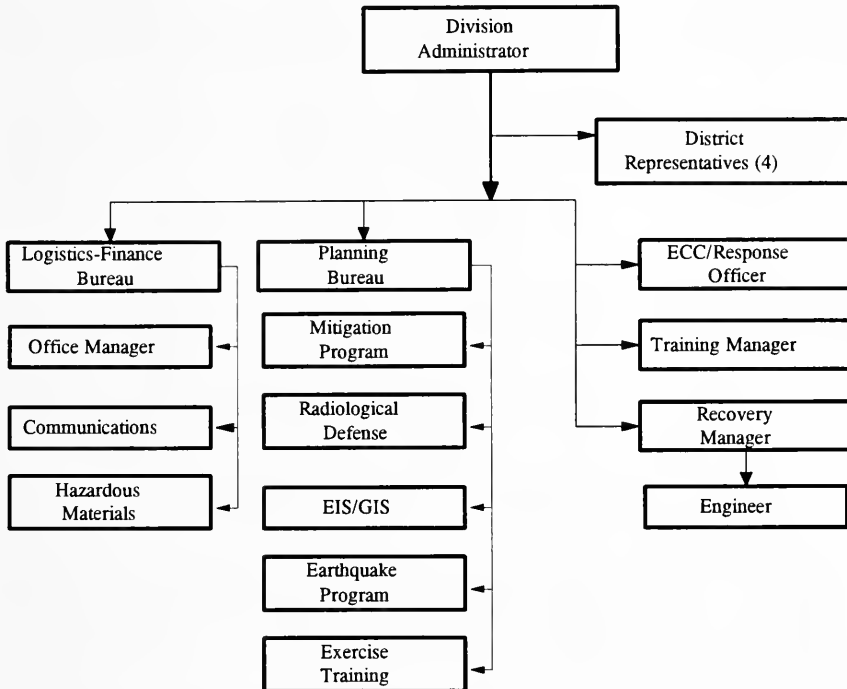 Division
Administrator
District
Representatives (4)
Logistics-Finance
Bureau
Planning
Bureau
ECC/Response
Officer
Office Manager
Mitigation
Program
Training Manager
Communications
Radiological
Defense
Recovery
Manager
Hazardous
Materials
EIS/GIS
Engineer
Earthquake
Program
Exercise
Training